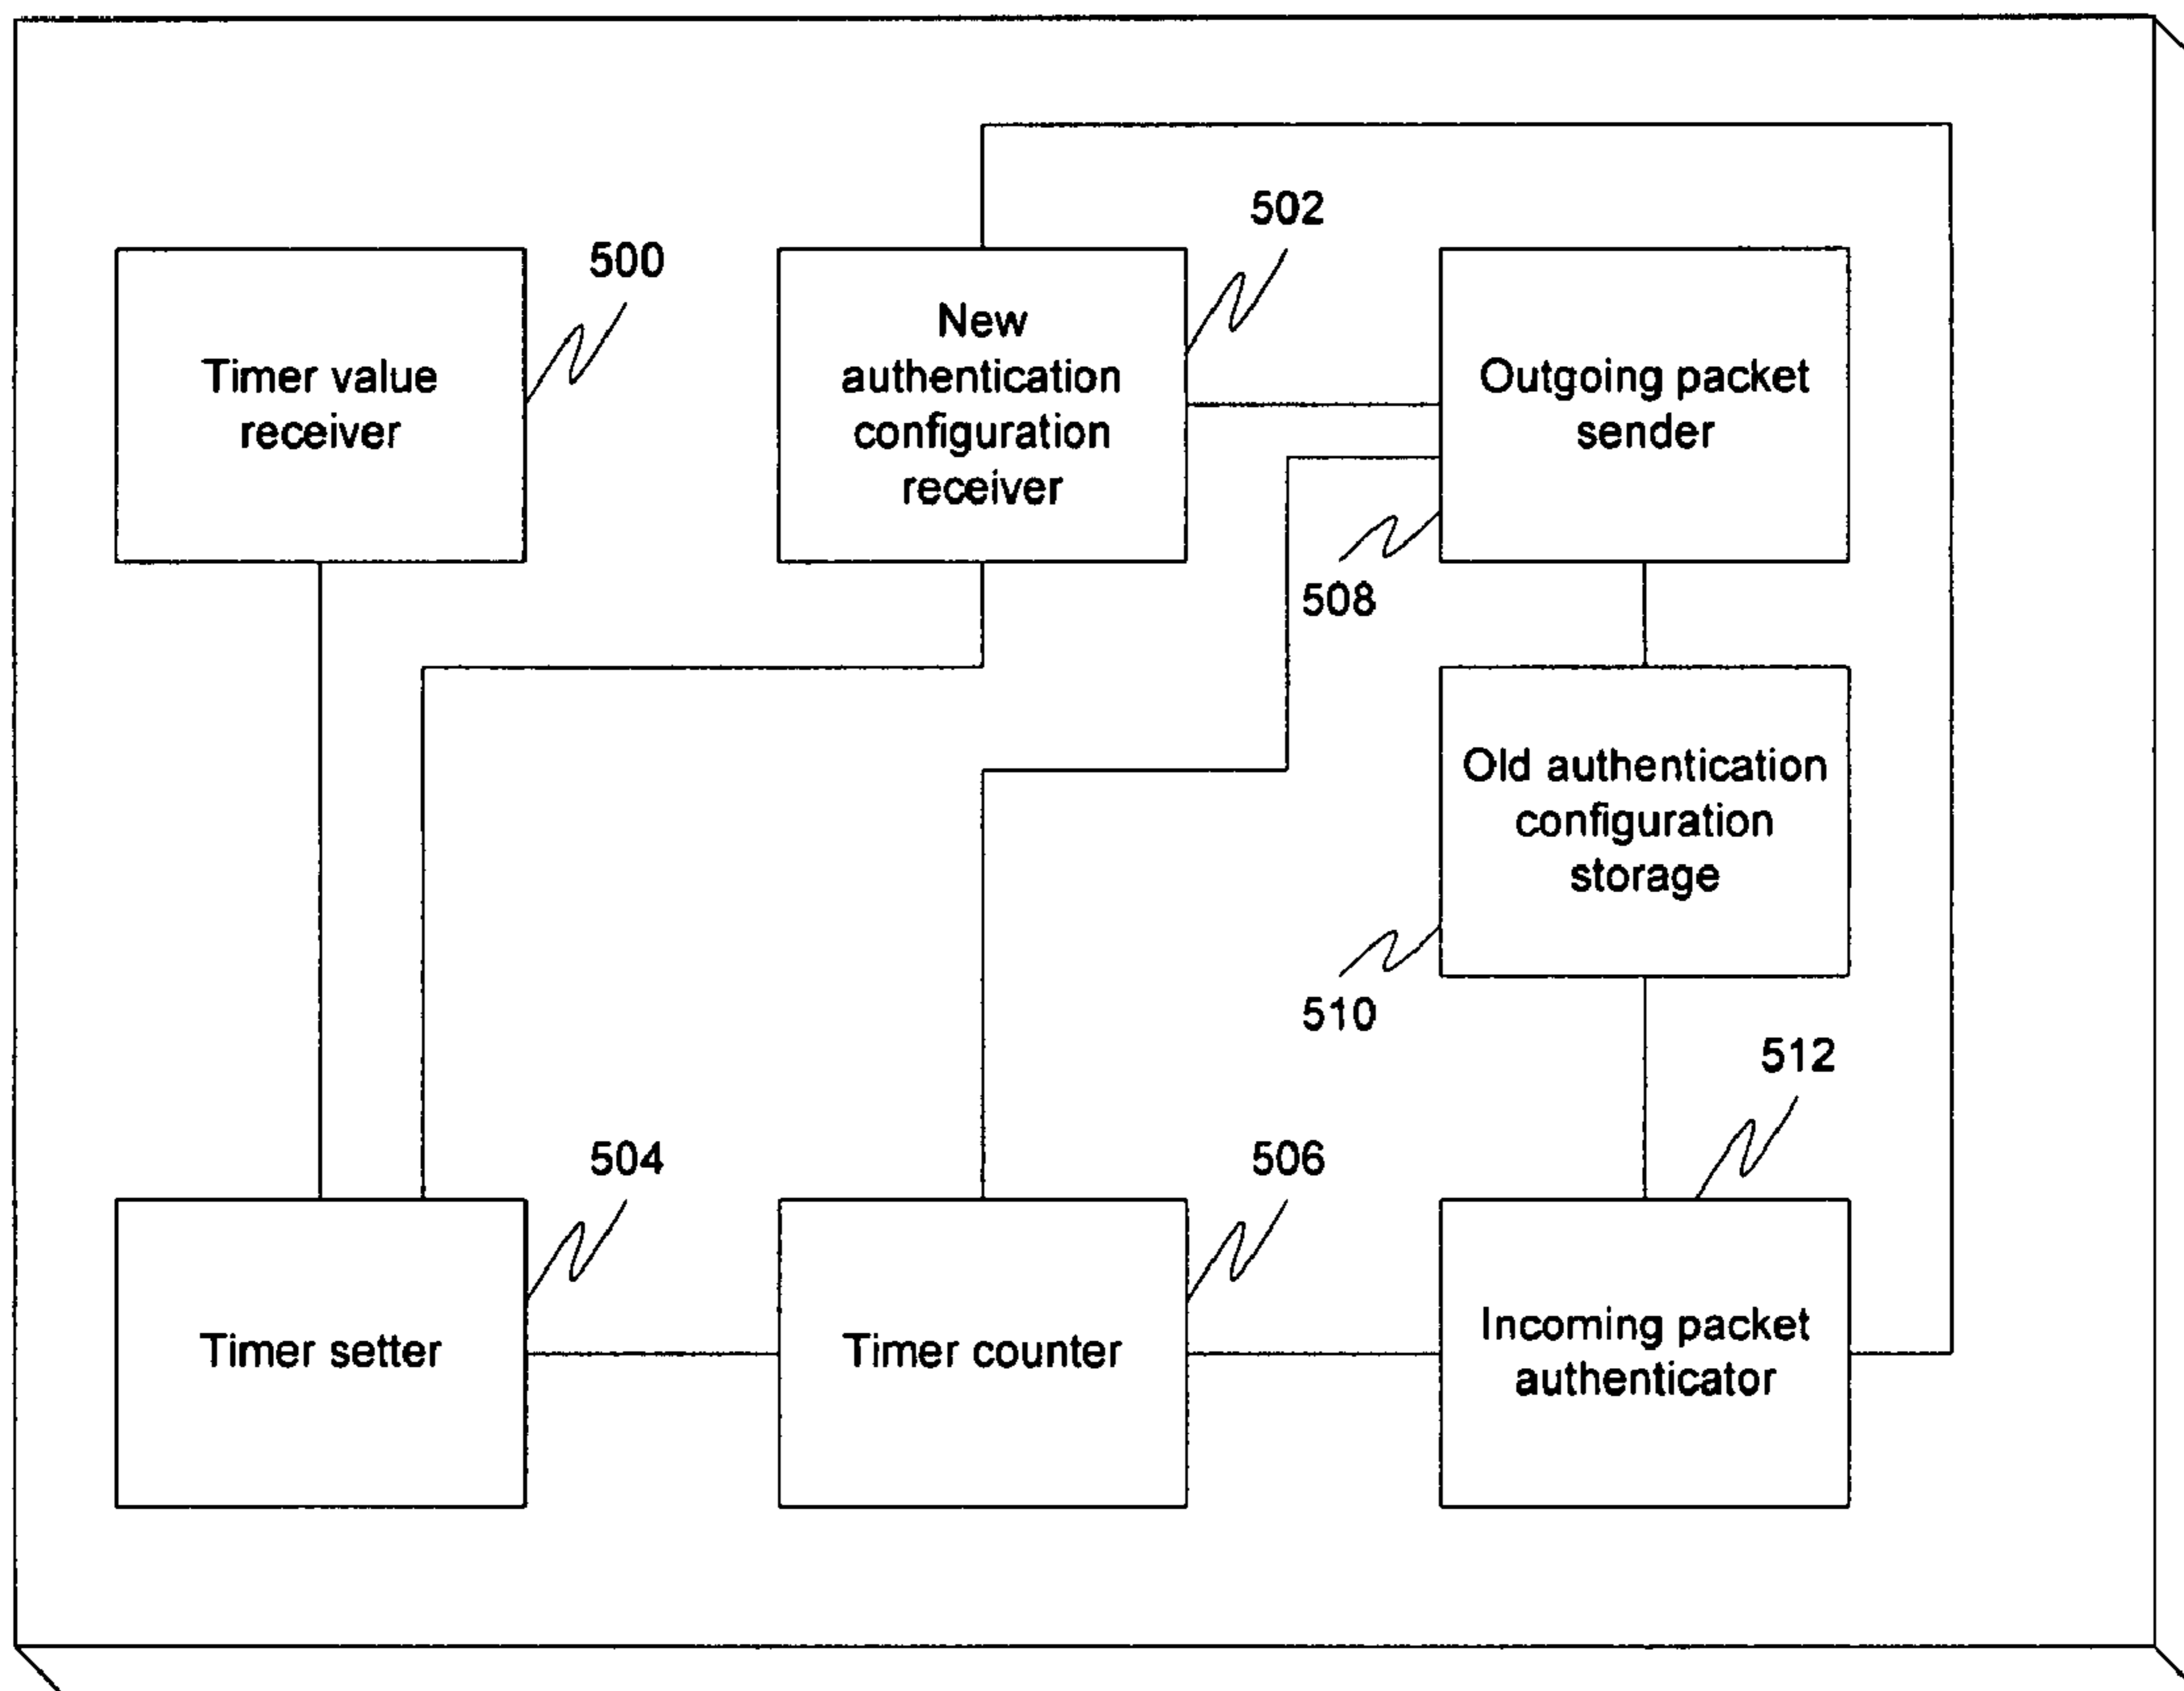 502
500
Timer value
receiver
New
authentication
configuration
receiver
Outgoing packet
sender
508
Old authentication
configuration
storage
510
512
504
506
Timer setter
Timer counter
Incoming packet
authenticator